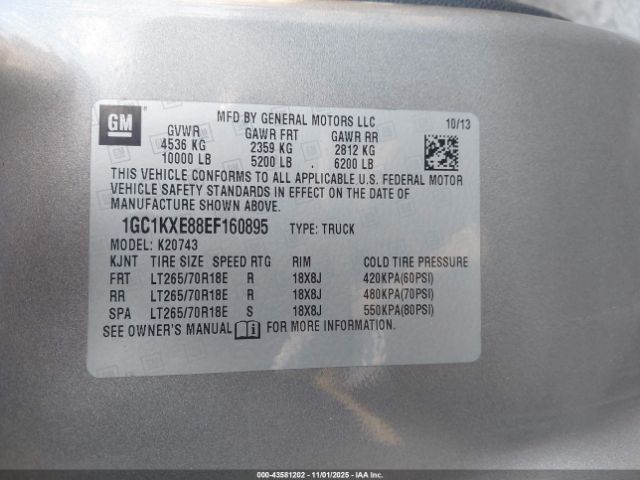 GM
MFD BY GENERAL MOTORS LLC
10/13
GVWR GAWR FRT GAWR RR
4536 KG 2359 KG 2812 KG
10000 LB 5200 LB 6200 LB
THIS VEHICLE CONFORMS TO ALL APPLICABLE U.S. FEDERAL MOTOR
VEHICLE SAFETY STANDARDS IN EFFECT ON THE DATE OF
MANUFACTURE SHOWN ABOVE.
1GC1KXE88EF160895 TYPE: TRUCK
MODEL: K20743
KJNT TIRE SIZE SPEED RTG RIM COLD TIRE PRESSURE
FRT LT265/70R18E R 18X8J 420KPA(60PSI)
RR LT265/70R18E R 18X8J 480KPA(70PSI)
SPA LT265/70R18E S 18X8J 550KPA(80PSI)
SEE OWNER'S MANUAL FOR MORE INFORMATION.
000-43581202 - 11/01/2025 - IAA, Inc.